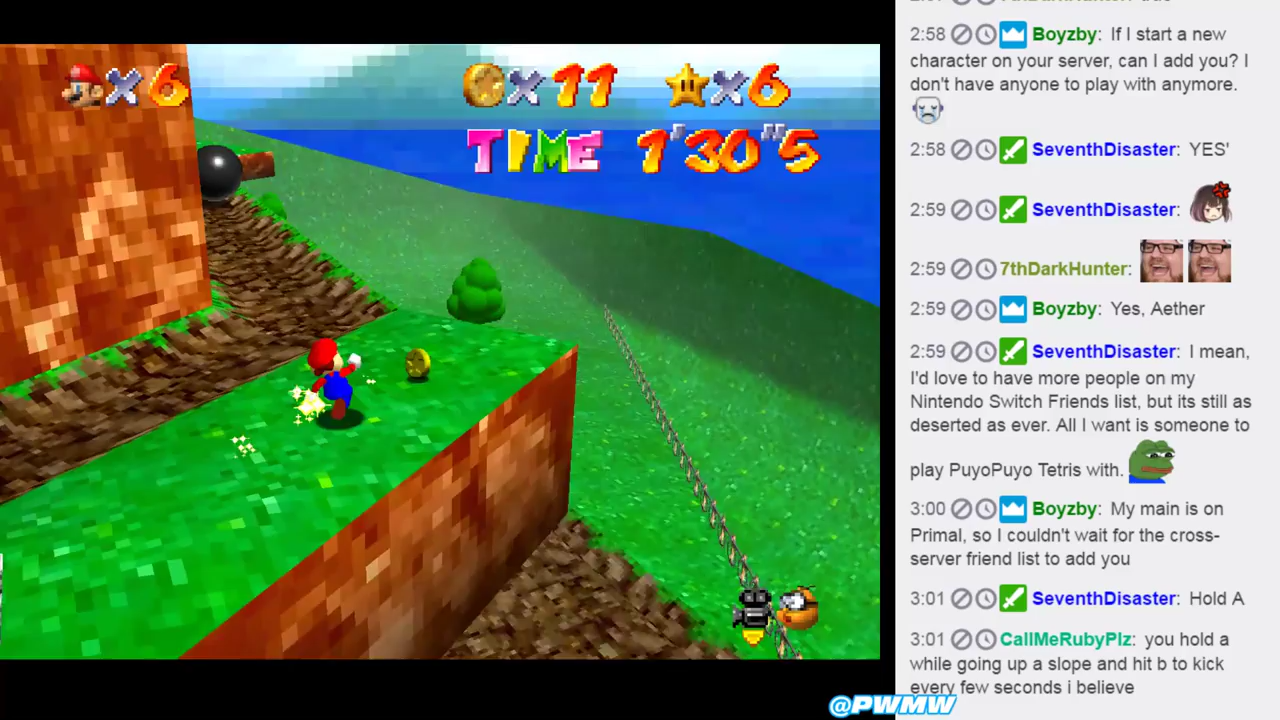 x 6
x 11
x 6
TIME 1'30"5
2:58 Boyzby: If I start a new
character on your server, can I add you? I
don't have anyone to play with anymore.
2:58 SeventhDisaster: YES'
2:59 SeventhDisaster:
2:59 7thDarkHunter:
2:59 Boyzby: Yes, Aether
2:59 SeventhDisaster: I mean,
I'd love to have more people on my
Nintendo Switch Friends list, but its still as
deserted as ever. All I want is someone to
play PuyoPuyo Tetris with.
3:00 Boyzby: My main is on
Primal, so I couldn't wait for the cross-
server friend list to add you
3:01 SeventhDisaster: Hold A
3:01 CallMeRubyPlz: you hold a
while going up a slope and hit b to kick
every few seconds i believe
@PWMW